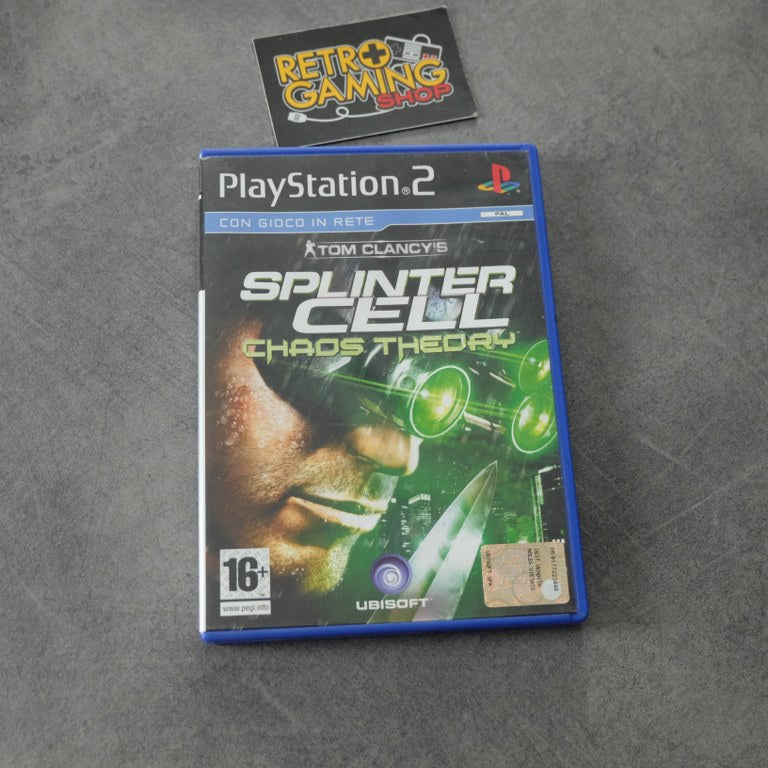 RETRO
GAMING
SHOP
PlayStation®2
CON GIOCO IN RETE
PAL
TOM CLANCY'S
SPLINTER
CELL
CHAOS THEORY™
16+
www.pegi.info
UBISOFT